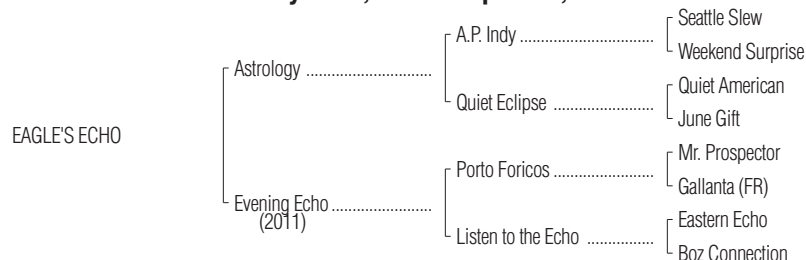 Seattle Slew
A.P. Indy ..............................
Weekend Surprise
Astrology ............................
Quiet American
Quiet Eclipse ......................
June Gift
EAGLE'S ECHO
Mr. Prospector
Porto Foricos ......................
Gallanta (FR)
Evening Echo ......................
(2011)
Eastern Echo
Listen to the Echo ................
Boz Connection